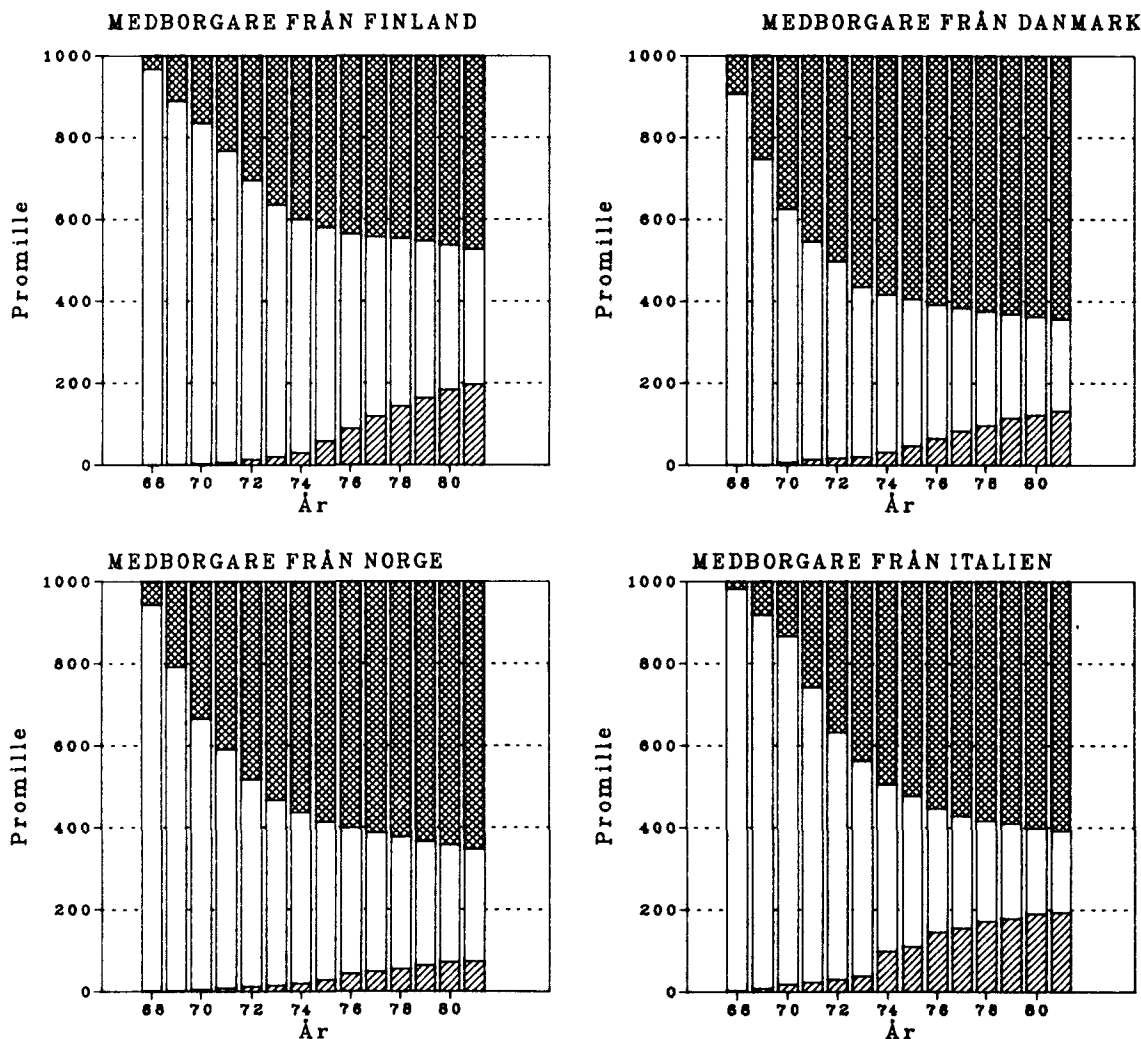 MEDBORGARE FRÅN FINLAND
1000
800
600
400
200
0
Promille
68 70 72 74 76 78 80
År
MEDBORGARE FRÅN DANMARK
1000
800
600
400
200
0
Promille
68 70 72 74 76 78 80
År
MEDBORGARE FRÅN NORGE
1000
800
600
400
200
0
Promille
68 70 72 74 76 78 80
År
MEDBORGARE FRÅN ITALIEN
1000
800
600
400
200
0
Promille
68 70 72 74 76 78 80
År